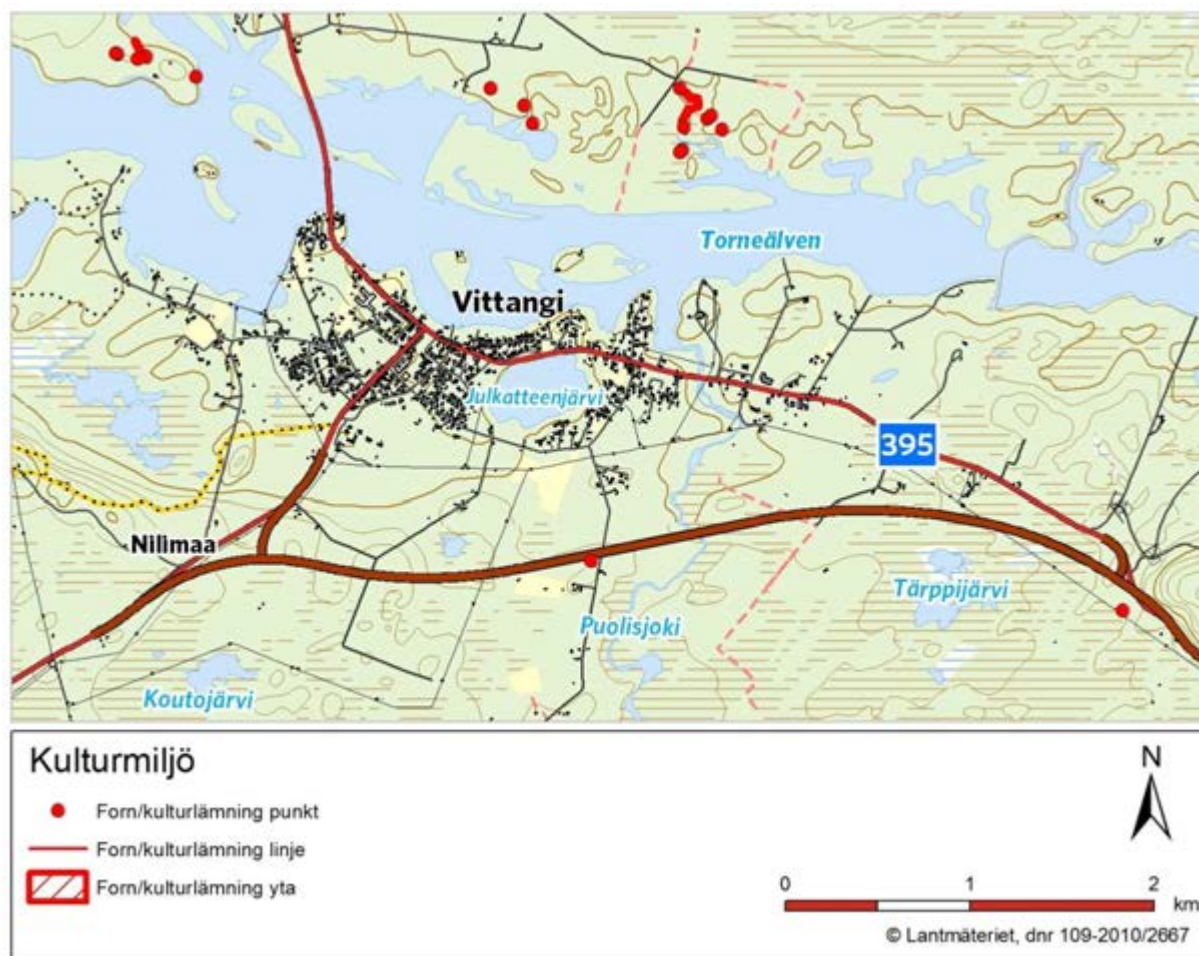 Torneälven
Vittangi
Julkatteenjärvi
395
Nilimaa
Tärppijärvi
Puolisjoki
Koutojärvi
Kulturmiljö
Forn/kulturlämning punkt
Forn/kulturlämning linje
Forn/kulturlämning yta
N
0 1 2
km
© Lantmäteriet, dnr 109-2010/2667